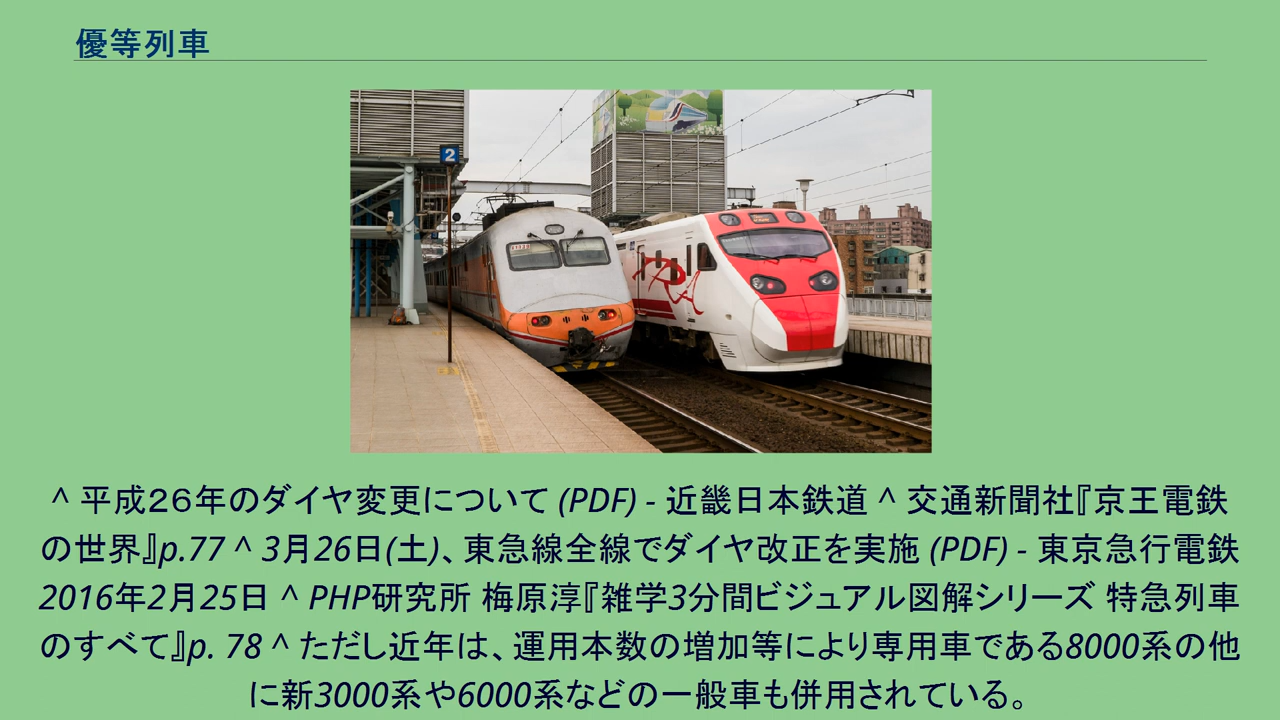 優等列車
2
TRA
^ 平成２６年のダイヤ変更について (PDF) - 近畿日本鉄道 ^ 交通新聞社『京王電鉄
の世界』p.77 ^ 3月26日(土)、東急線全線でダイヤ改正を実施 (PDF) - 東京急行電鉄
2016年2月25日 ^ PHP研究所 梅原淳『雑学3分間ビジュアル図解シリーズ 特急列車
のすべて』p. 78 ^ ただし近年は、運用本数の増加等により専用車である8000系の他
に新3000系や6000系などの一般車も併用されている。